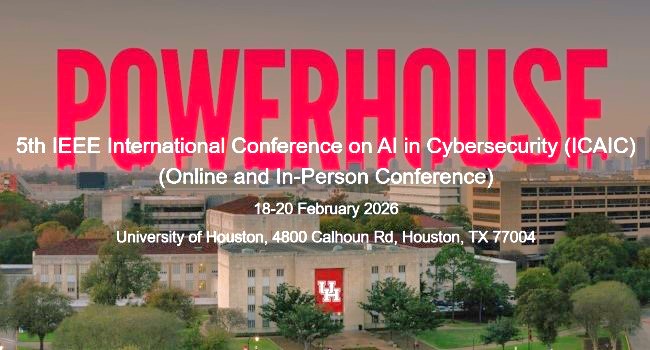 POWERHOUSE
5th IEEE International Conference on AI in Cybersecurity (ICAIC)
(Online and In-Person Conference)
18-20 February 2026
University of Houston, 4800 Calhoun Rd, Houston, TX 77004
UH